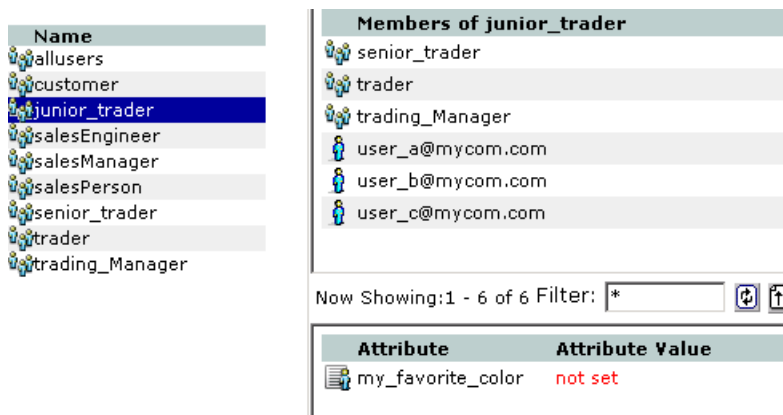 Name
allusers
customer
junior_trader
salesEngineer
salesManager
salesPerson
senior_trader
trader
trading_Manager
Members of junior_trader
senior_trader
trader
trading_Manager
user_a@mycom.com
user_b@mycom.com
user_c@mycom.com
Now Showing:1 - 6 of 6 Filter: *
Attribute Attribute Value
my_favorite_color not set